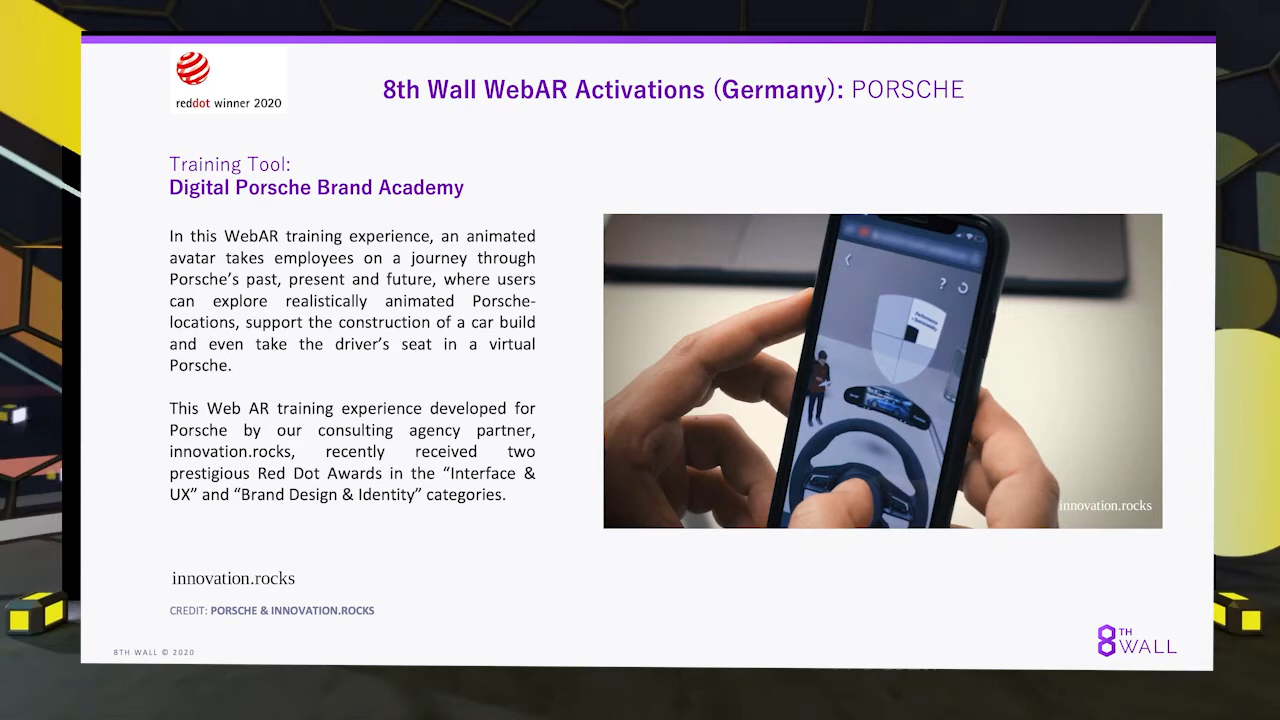 reddot winner 2020
8th Wall WebAR Activations (Germany): PORSCHE
Training Tool:
Digital Porsche Brand Academy
In this WebAR training experience, an animated
avatar takes employees on a journey through
Porsche’s past, present and future, where users
can explore realistically animated Porsche-
locations, support the construction of a car build
and even take the driver’s seat in a virtual
Porsche.
This Web AR training experience developed for
Porsche by our consulting agency partner,
innovation.rocks, recently received two
prestigious Red Dot Awards in the “Interface &
UX” and “Brand Design & Identity” categories.
?
innovation.rocks
innovation.rocks
CREDIT: PORSCHE & INNOVATION.ROCKS
8TH WALL © 2020
8TH WALL